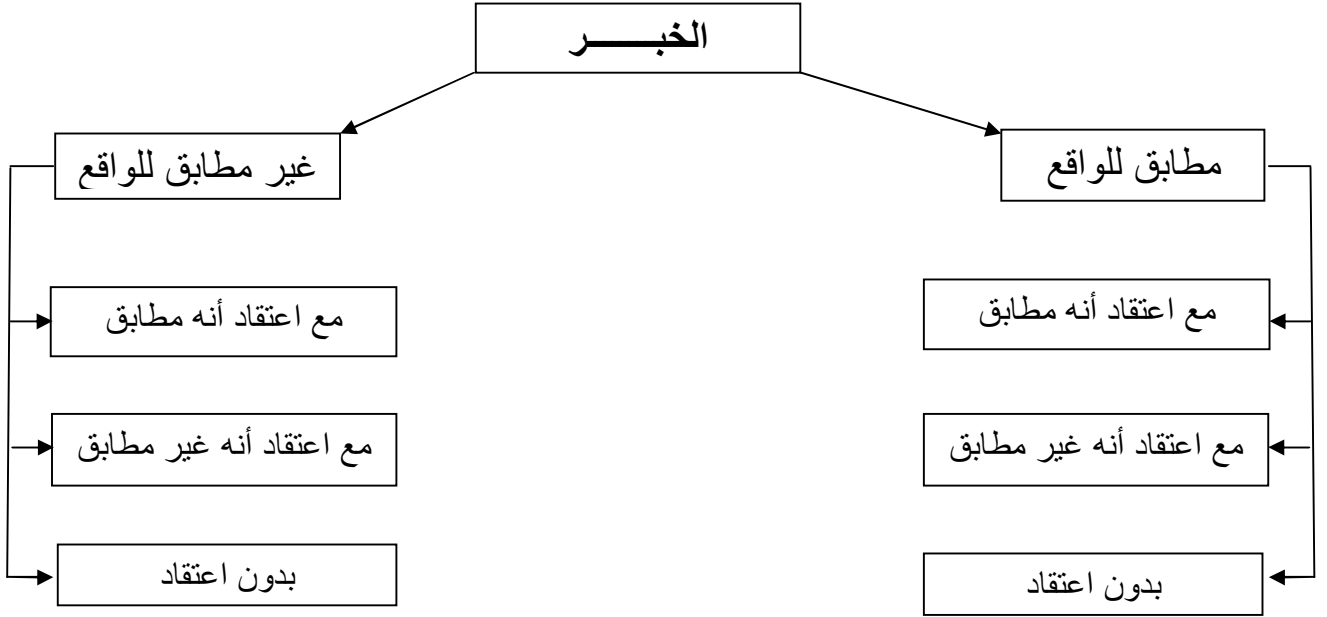 الخبـــــــر
مطابق للواقع
غير مطابق للواقع
مع اعتقاد أنه مطابق
مع اعتقاد أنه مطابق
مع اعتقاد أنه غير مطابق
مع اعتقاد أنه غير مطابق
بدون اعتقاد
بدون اعتقاد